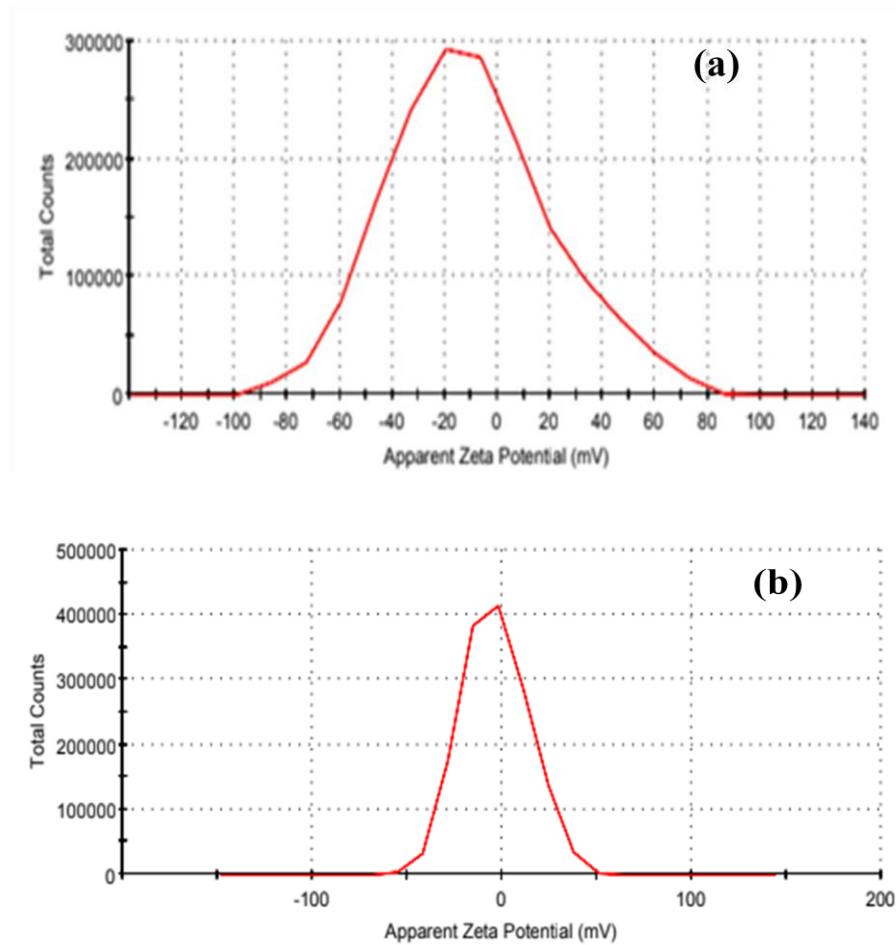 300000
(a)
200000
100000
0
Total Counts
-120 -100 -80 -60 -40 -20 0 20 40 60 80 100 120 140
Apparent Zeta Potential (mV)
500000
(b)
400000
300000
200000
100000
0
Total Counts
-100 0 100 200
Apparent Zeta Potential (mV)